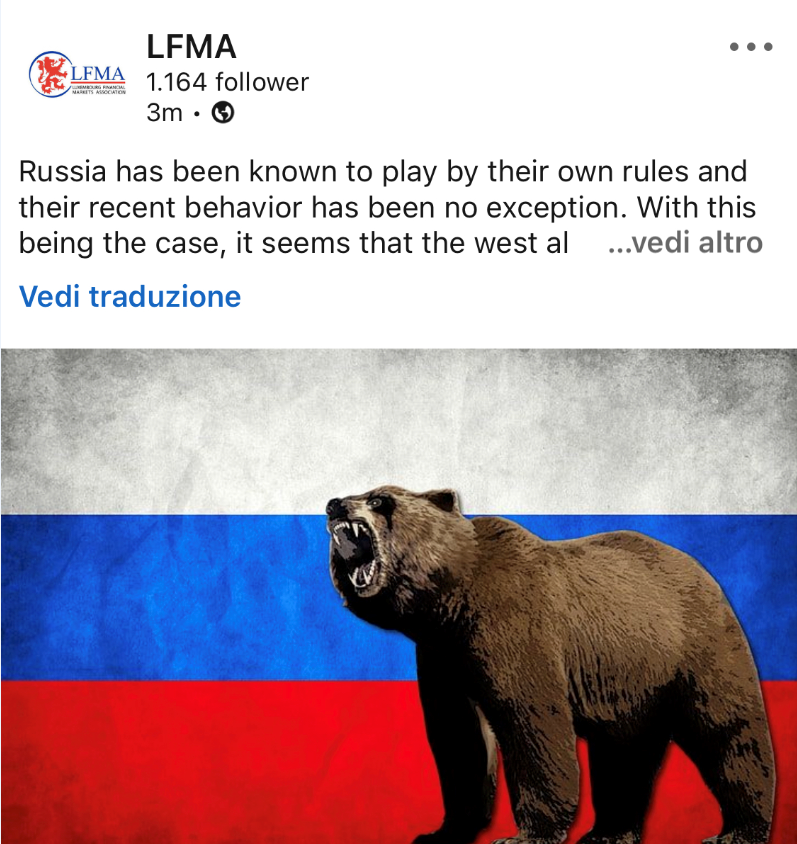 LFMA
LFMA
LUXEMBOURG FINANCIAL
MARKETS ASSOCIATION
1.164 follower
3m •
Russia has been known to play by their own rules and
their recent behavior has been no exception. With this
being the case, it seems that the west al ...vedi altro
Vedi traduzione